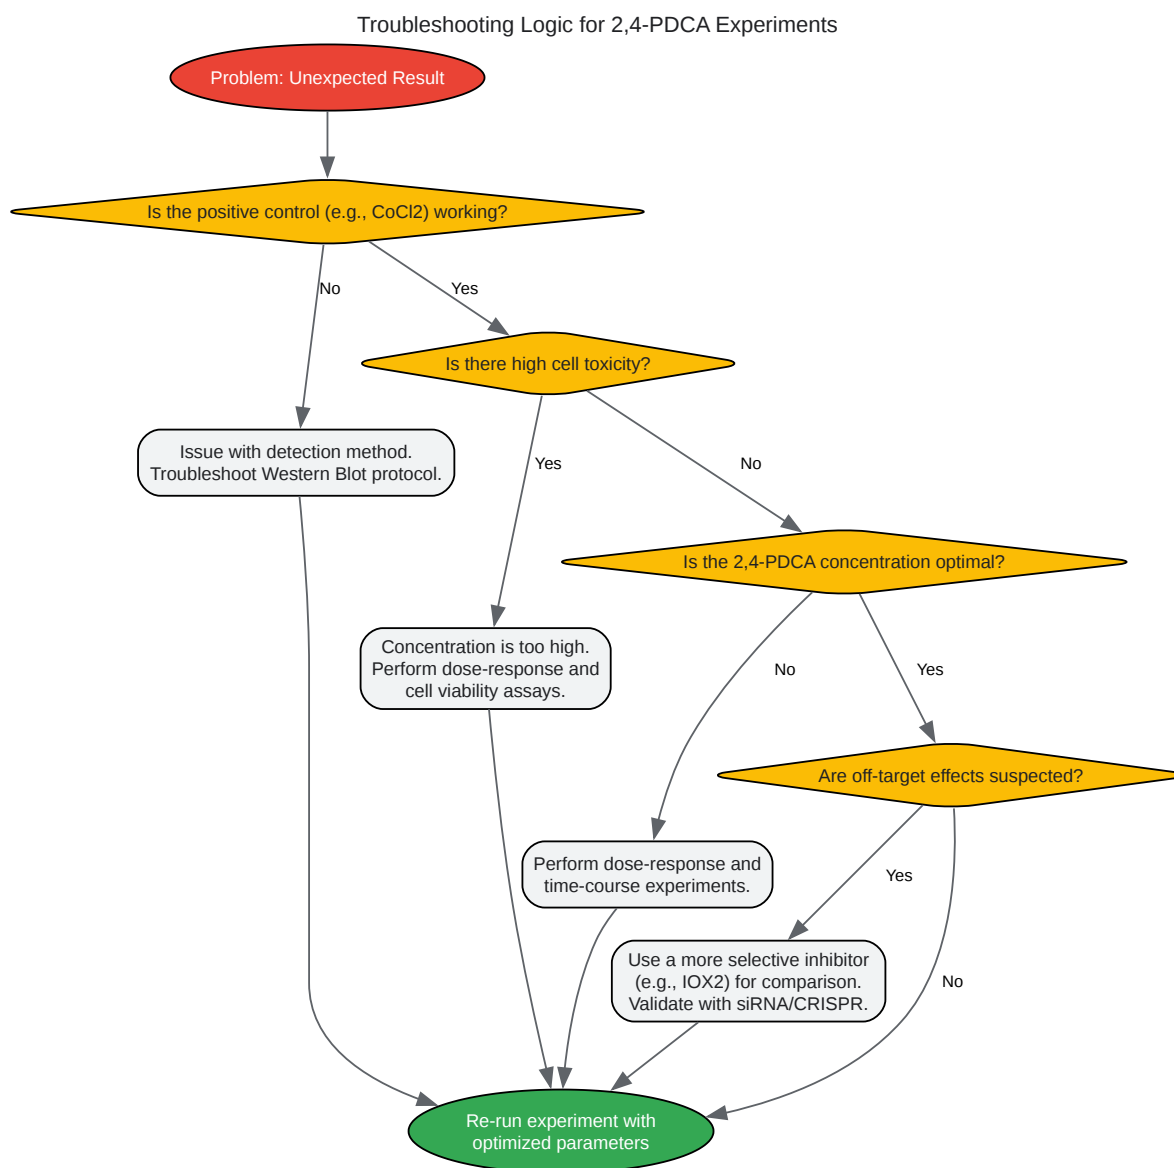 Troubleshooting Logic for 2,4-PDCA Experiments
Problem: Unexpected Result
Is the positive control (e.g., CoCl2) working?
No
Yes
Is there high cell toxicity?
Issue with detection method.
Troubleshoot Western Blot protocol.
Yes
No
Is the 2,4-PDCA concentration optimal?
Concentration is too high.
Perform dose-response and
cell viability assays.
No
Yes
Are off-target effects suspected?
Perform dose-response and
time-course experiments.
Yes
Use a more selective inhibitor
(e.g., IOX2) for comparison.
Validate with siRNA/CRISPR.
No
Re-run experiment with
optimized parameters